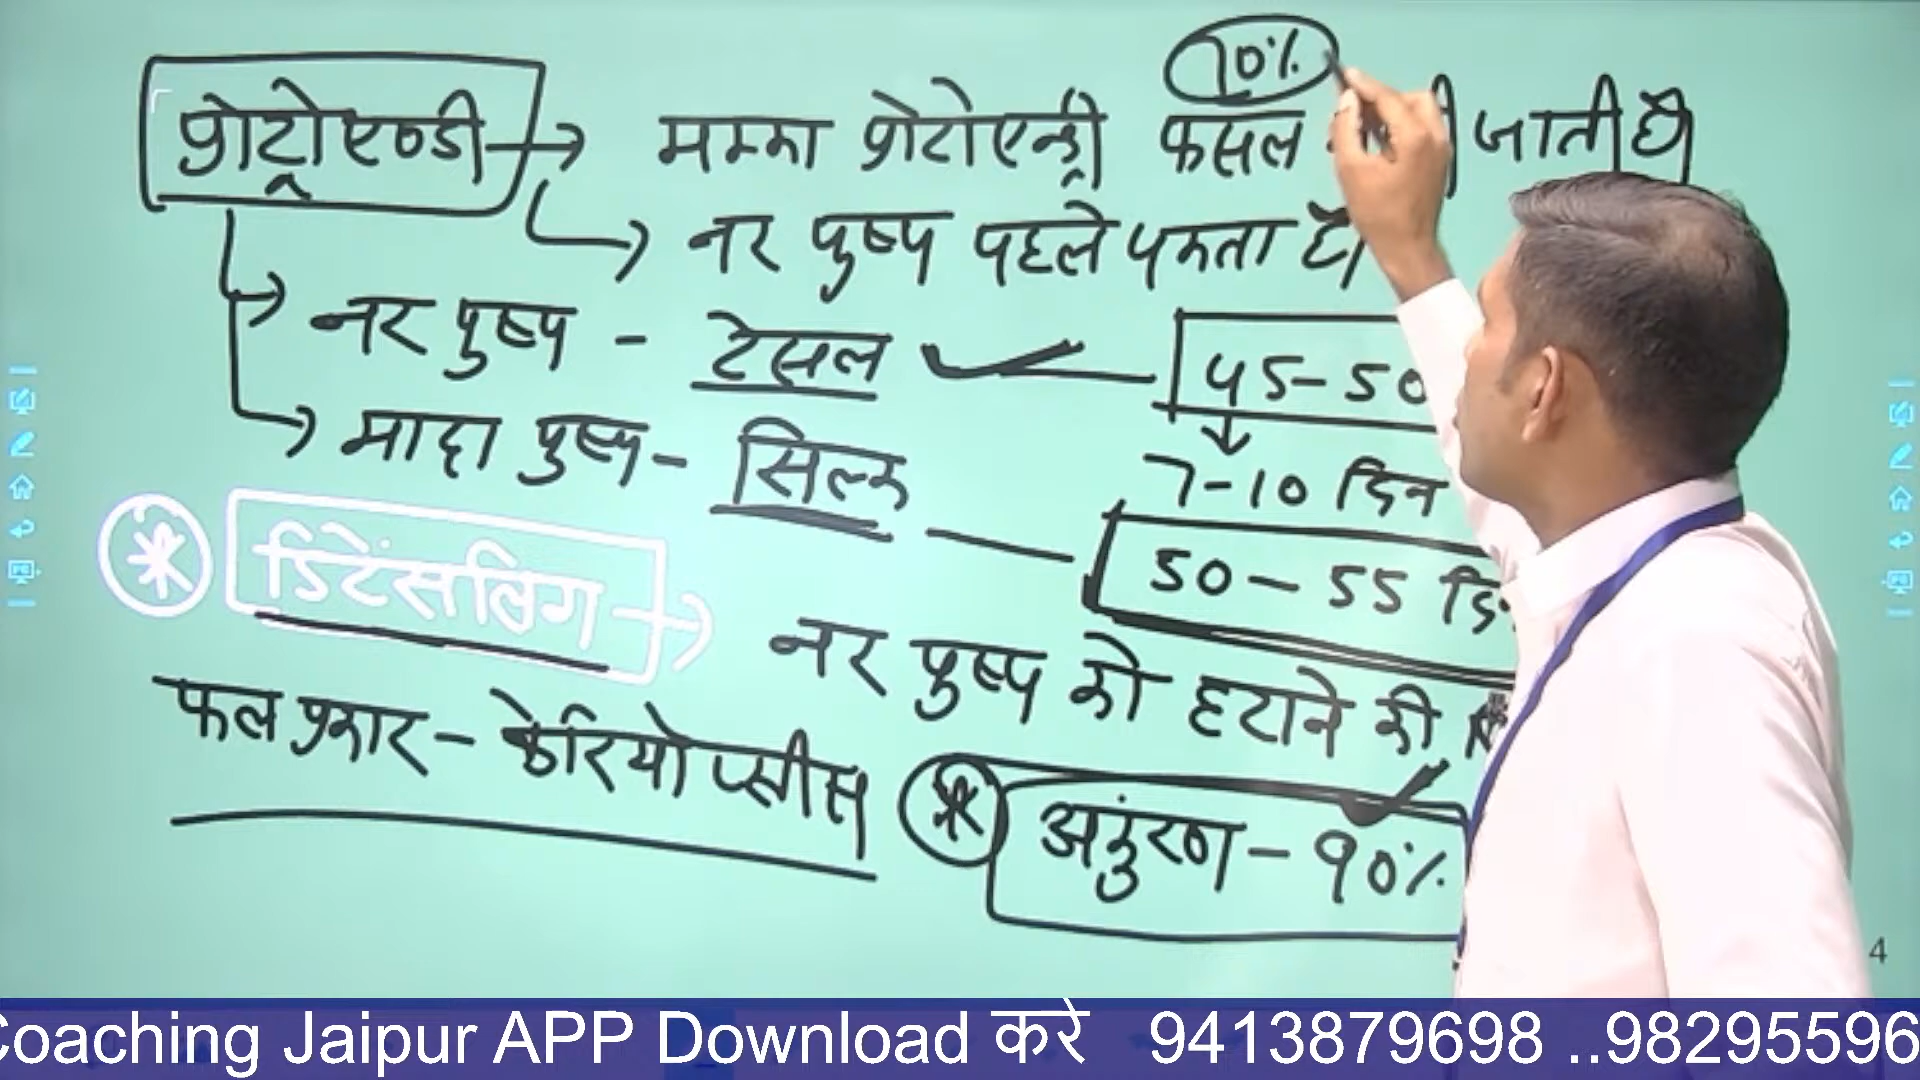 70%
प्रोट्रोएण्डी → मक्का प्रोटोएन्ड्री फसल जाती है
→ नर पुष्प पहले पकता है
→ नर पुष्प - टेसल 45-50
7-10 दिन
→ मादा पुष्प - सिल्क 50-55
* डिटेंसलिंग → नर पुष्प को हटाने की
फल प्रकार - केरियोप्सीस
* अंकुरण - 90%
4
Coaching Jaipur APP Download करे 9413879698 ..98295596